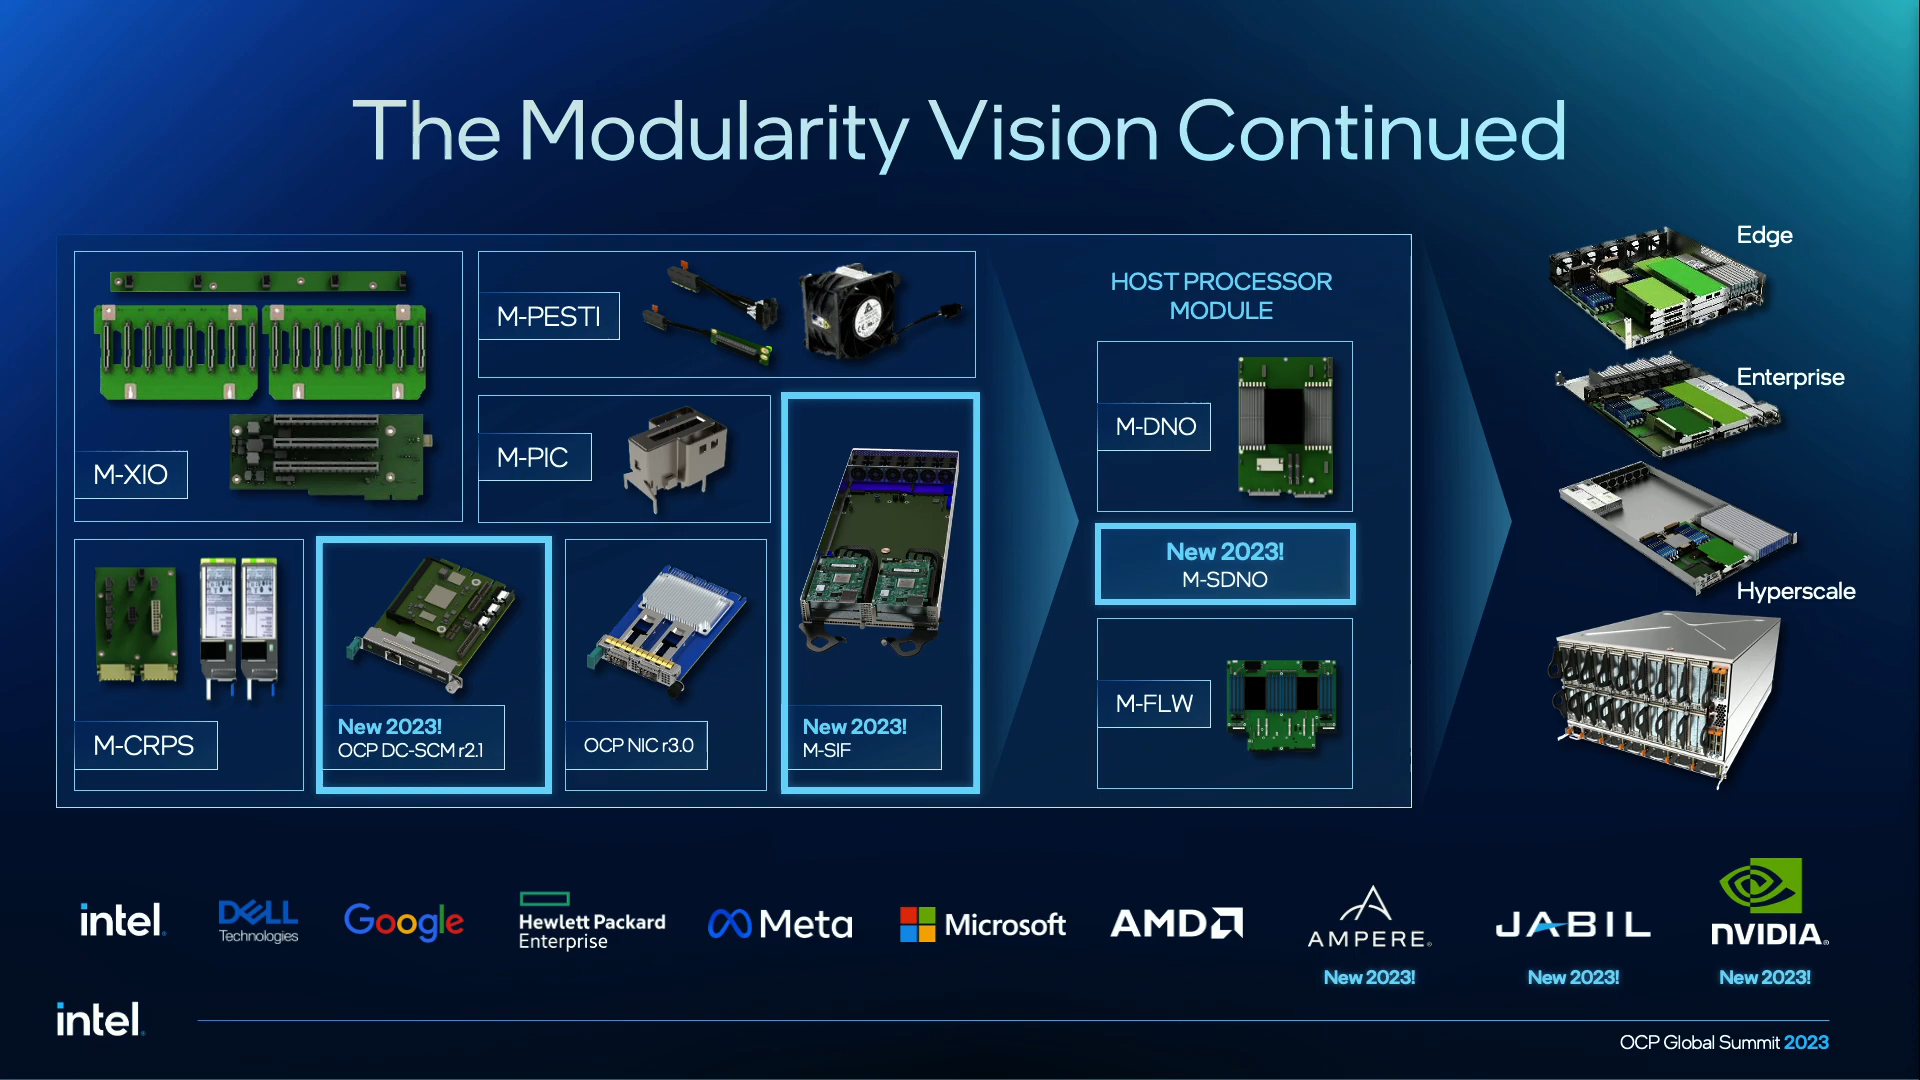 The Modularity Vision Continued
M-XIO
M-PESTI
M-PIC
M-CRPS
New 2023!
OCP DC-SCM r2.1
OCP NIC r3.0
New 2023!
M-SIF
HOST PROCESSOR
MODULE
M-DNO
New 2023!
M-SDNO
M-FLW
Edge
Enterprise
Hyperscale
intel.
DELL
Technologies
Google
Hewlett Packard
Enterprise
Meta
Microsoft
AMD
AMPERE®
New 2023!
JABIL
New 2023!
NVIDIA®
New 2023!
intel.
OCP Global Summit 2023